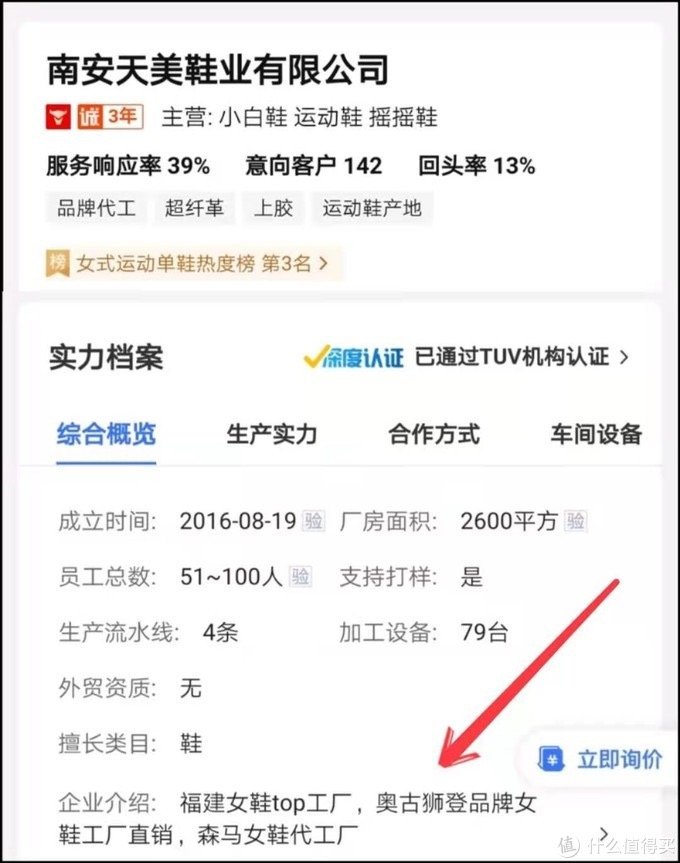 南安天美鞋业有限公司
诚 3年 主营: 小白鞋 运动鞋 摇摇鞋
服务响应率 39% 意向客户 142 回头率 13%
品牌代工 超纤革 上胶 运动鞋产地
榜 女式运动单鞋热度榜 第3名 >
实力档案 深度认证 已通过TUV机构认证 >
综合概览 生产实力 合作方式 车间设备
成立时间: 2016-08-19 验 厂房面积: 2600平方 验
员工总数: 51~100人 验 支持打样: 是
生产流水线: 4条 加工设备: 79台
外贸资质: 无
擅长类目: 鞋
立即询价
企业介绍: 福建女鞋top工厂，奥古狮登品牌女
鞋工厂直销，森马女鞋代工厂 >
值 什么值得买